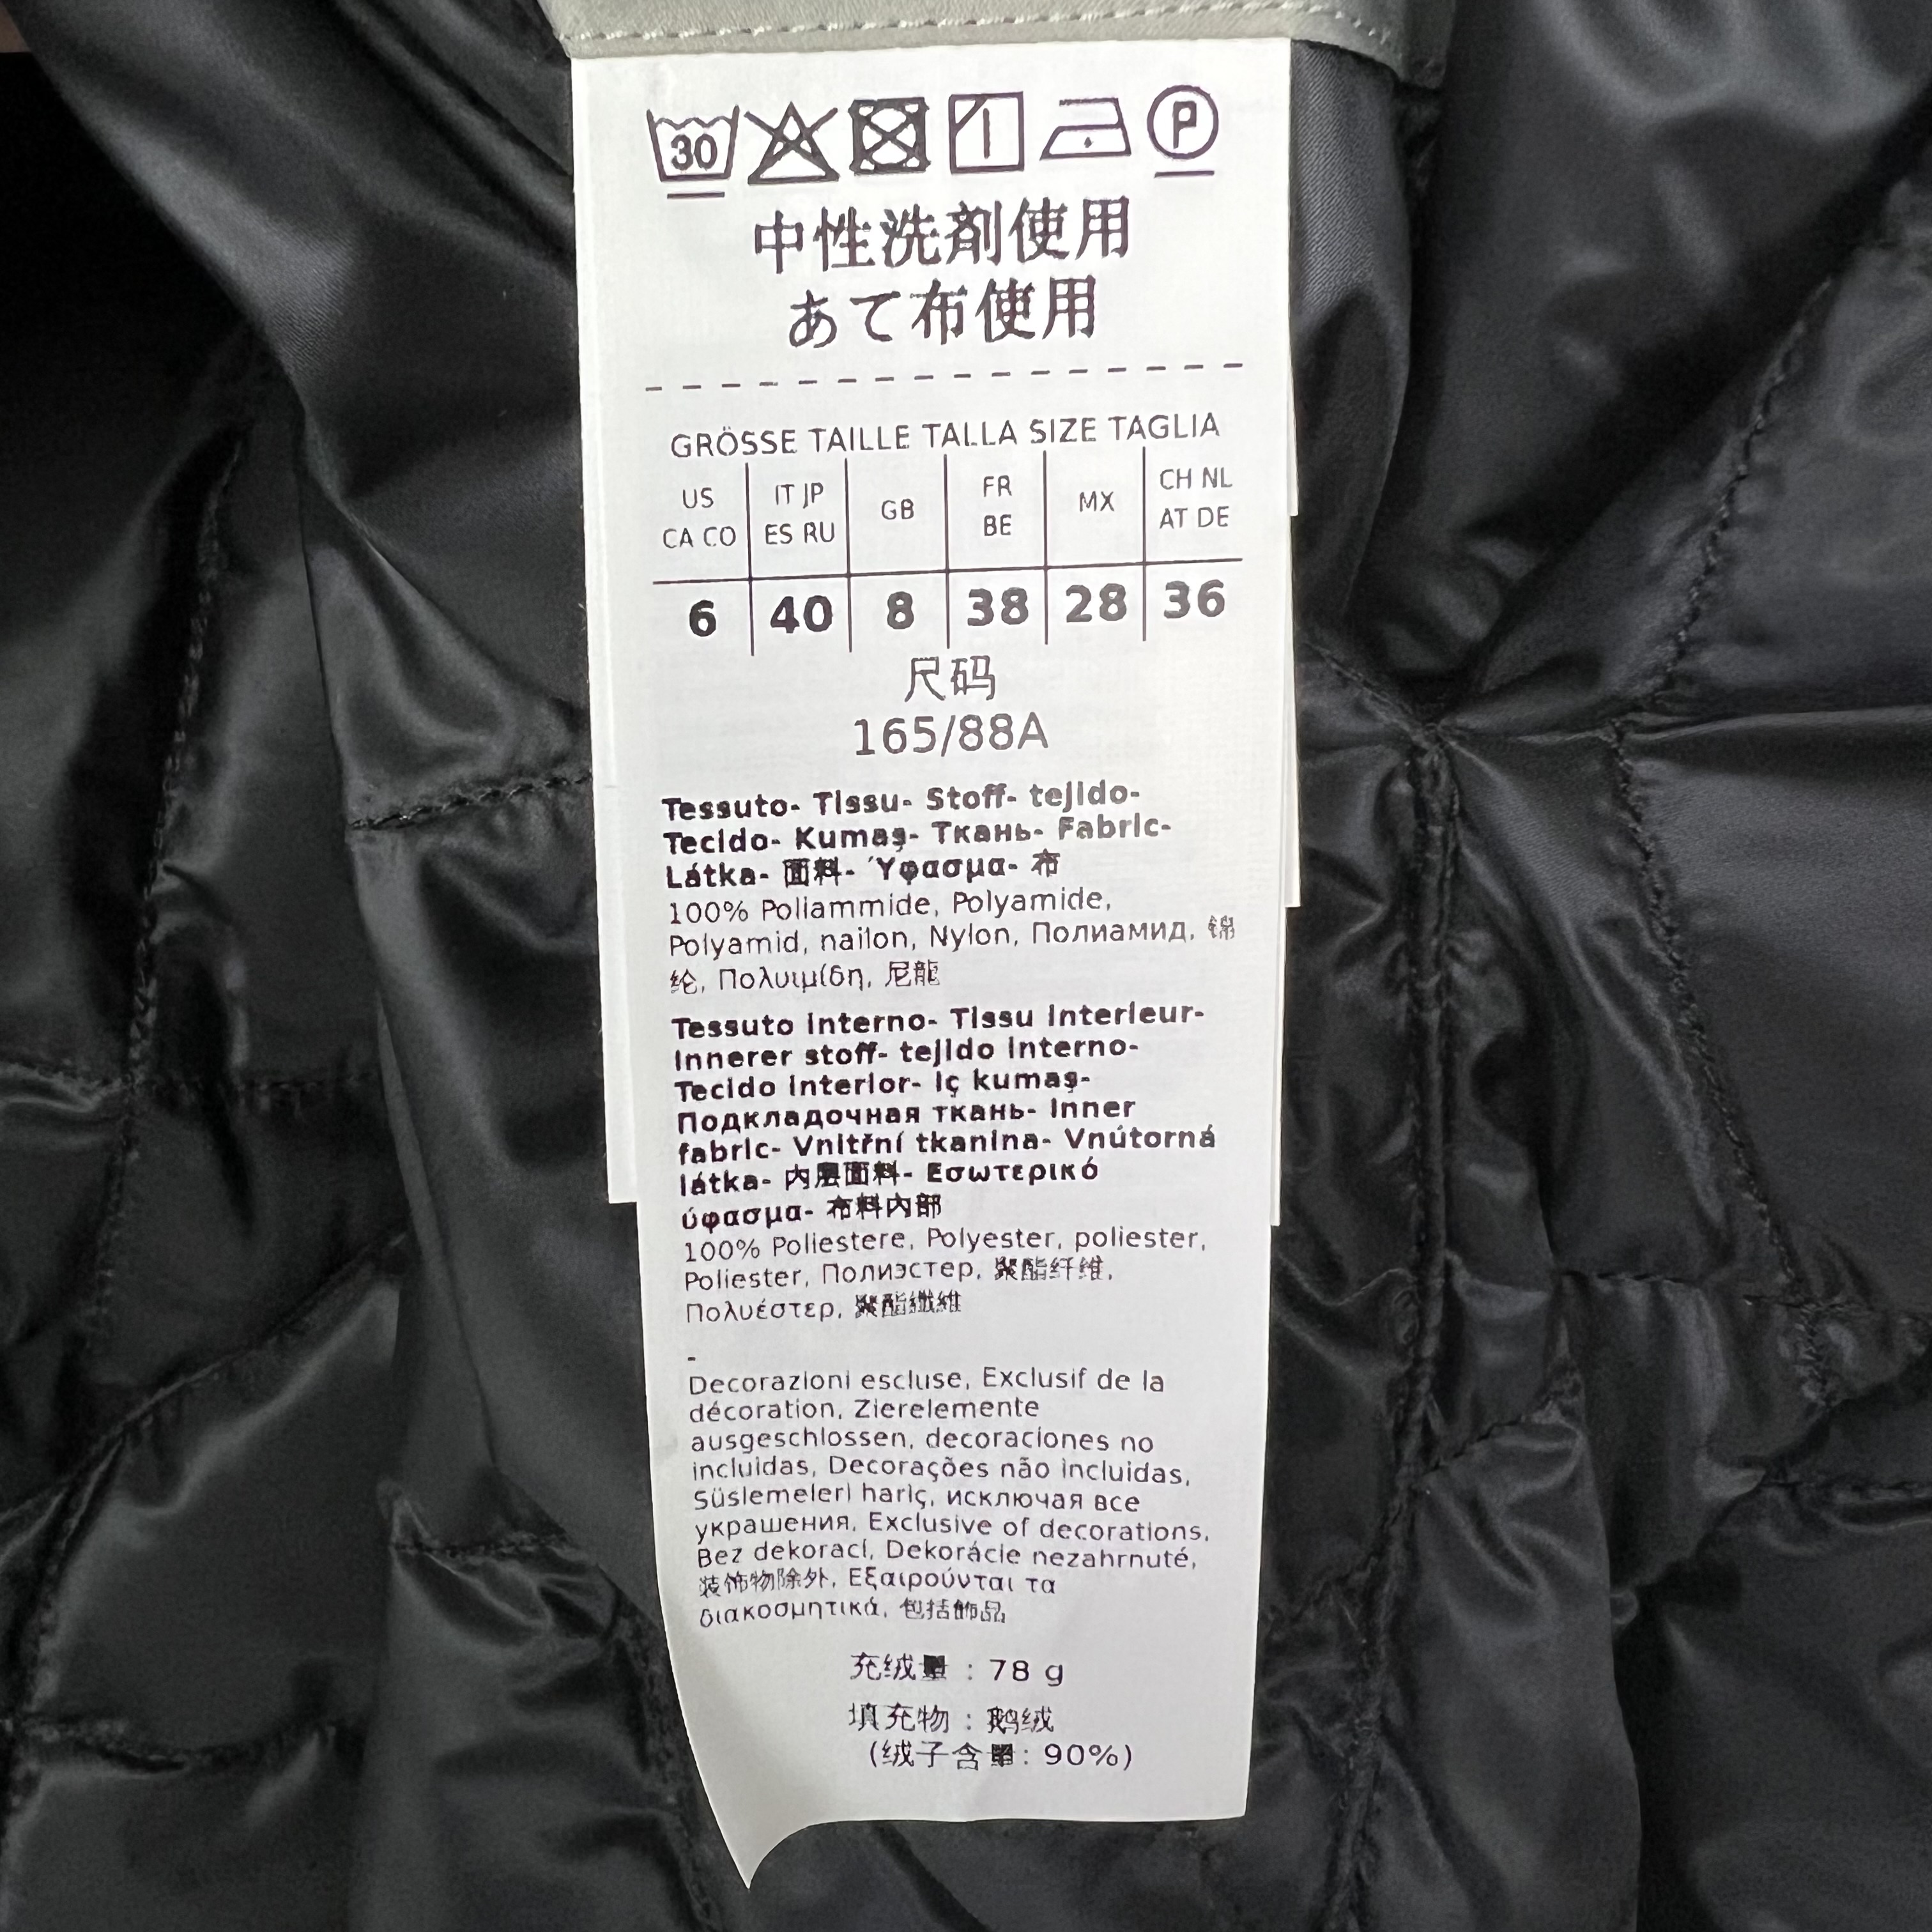 30 P
中性洗剤使用
あて布使用
GRÖSSE TAILLE TALLA SIZE TAGLIA
US CA CO IT JP ES RU GB FR BE MX CH NL AT DE
6 40 8 38 28 36
尺码
165/88A
Tessuto- Tissu- Stoff- tejido-
Tecido- Kumaş- Ткань- Fabric-
Látka- 面料- Ύφασμα- 布
100% Poliammide, Polyamide,
Polyamid, nailon, Nylon, Полиамид, 锦
纶, Πολυιμίδη, 尼龍
Tessuto interno- Tissu interieur-
Innerer stoff- tejido interno-
Tecido interior- Iç kumaş-
Подкладочная ткань- Inner
fabric- Vnitřní tkanina- Vnútorná
látka- 内层面料- Εσωτερικό
ύφασμα- 布料內部
100% Poliestere, Polyester, poliester,
Poliester, Полиэстер, 聚酯纤维,
Πολυέστερ, 聚酯纖維
-
Decorazioni escluse, Exclusif de la
décoration, Zierelemente
ausgeschlossen, decoraciones no
incluidas, Decorações não incluidas,
Süslemeleri hariç, исключая все
украшения, Exclusive of decorations,
Bez dekorací, Dekorácie nezahrnuté,
装饰物除外, Εξαιρούνται τα
διακοσμητικά, 包括飾品
充绒量 : 78 g
填充物 : 鹅绒
(绒子含量: 90%)